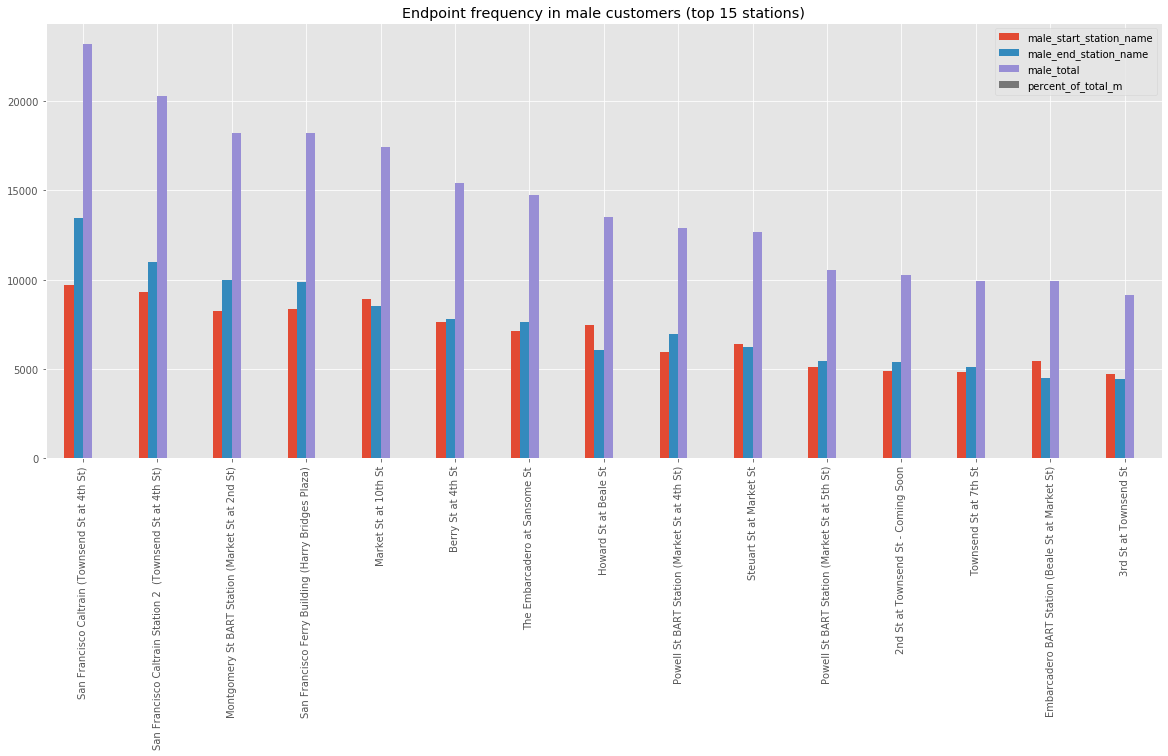 Endpoint frequency in male customers (top 15 stations)
male_start_station_name
male_end_station_name
male_total
percent_of_total_m
20000
15000
10000
5000
0
San Francisco Caltrain (Townsend St at 4th St)
San Francisco Caltrain Station 2  (Townsend St at 4th St)
Montgomery St BART Station (Market St at 2nd St)
San Francisco Ferry Building (Harry Bridges Plaza)
Market St at 10th St
Berry St at 4th St
The Embarcadero at Sansome St
Howard St at Beale St
Powell St BART Station (Market St at 4th St)
Steuart St at Market St
Powell St BART Station (Market St at 5th St)
2nd St at Townsend St - Coming Soon
Townsend St at 7th St
Embarcadero BART Station (Beale St at Market St)
3rd St at Townsend St